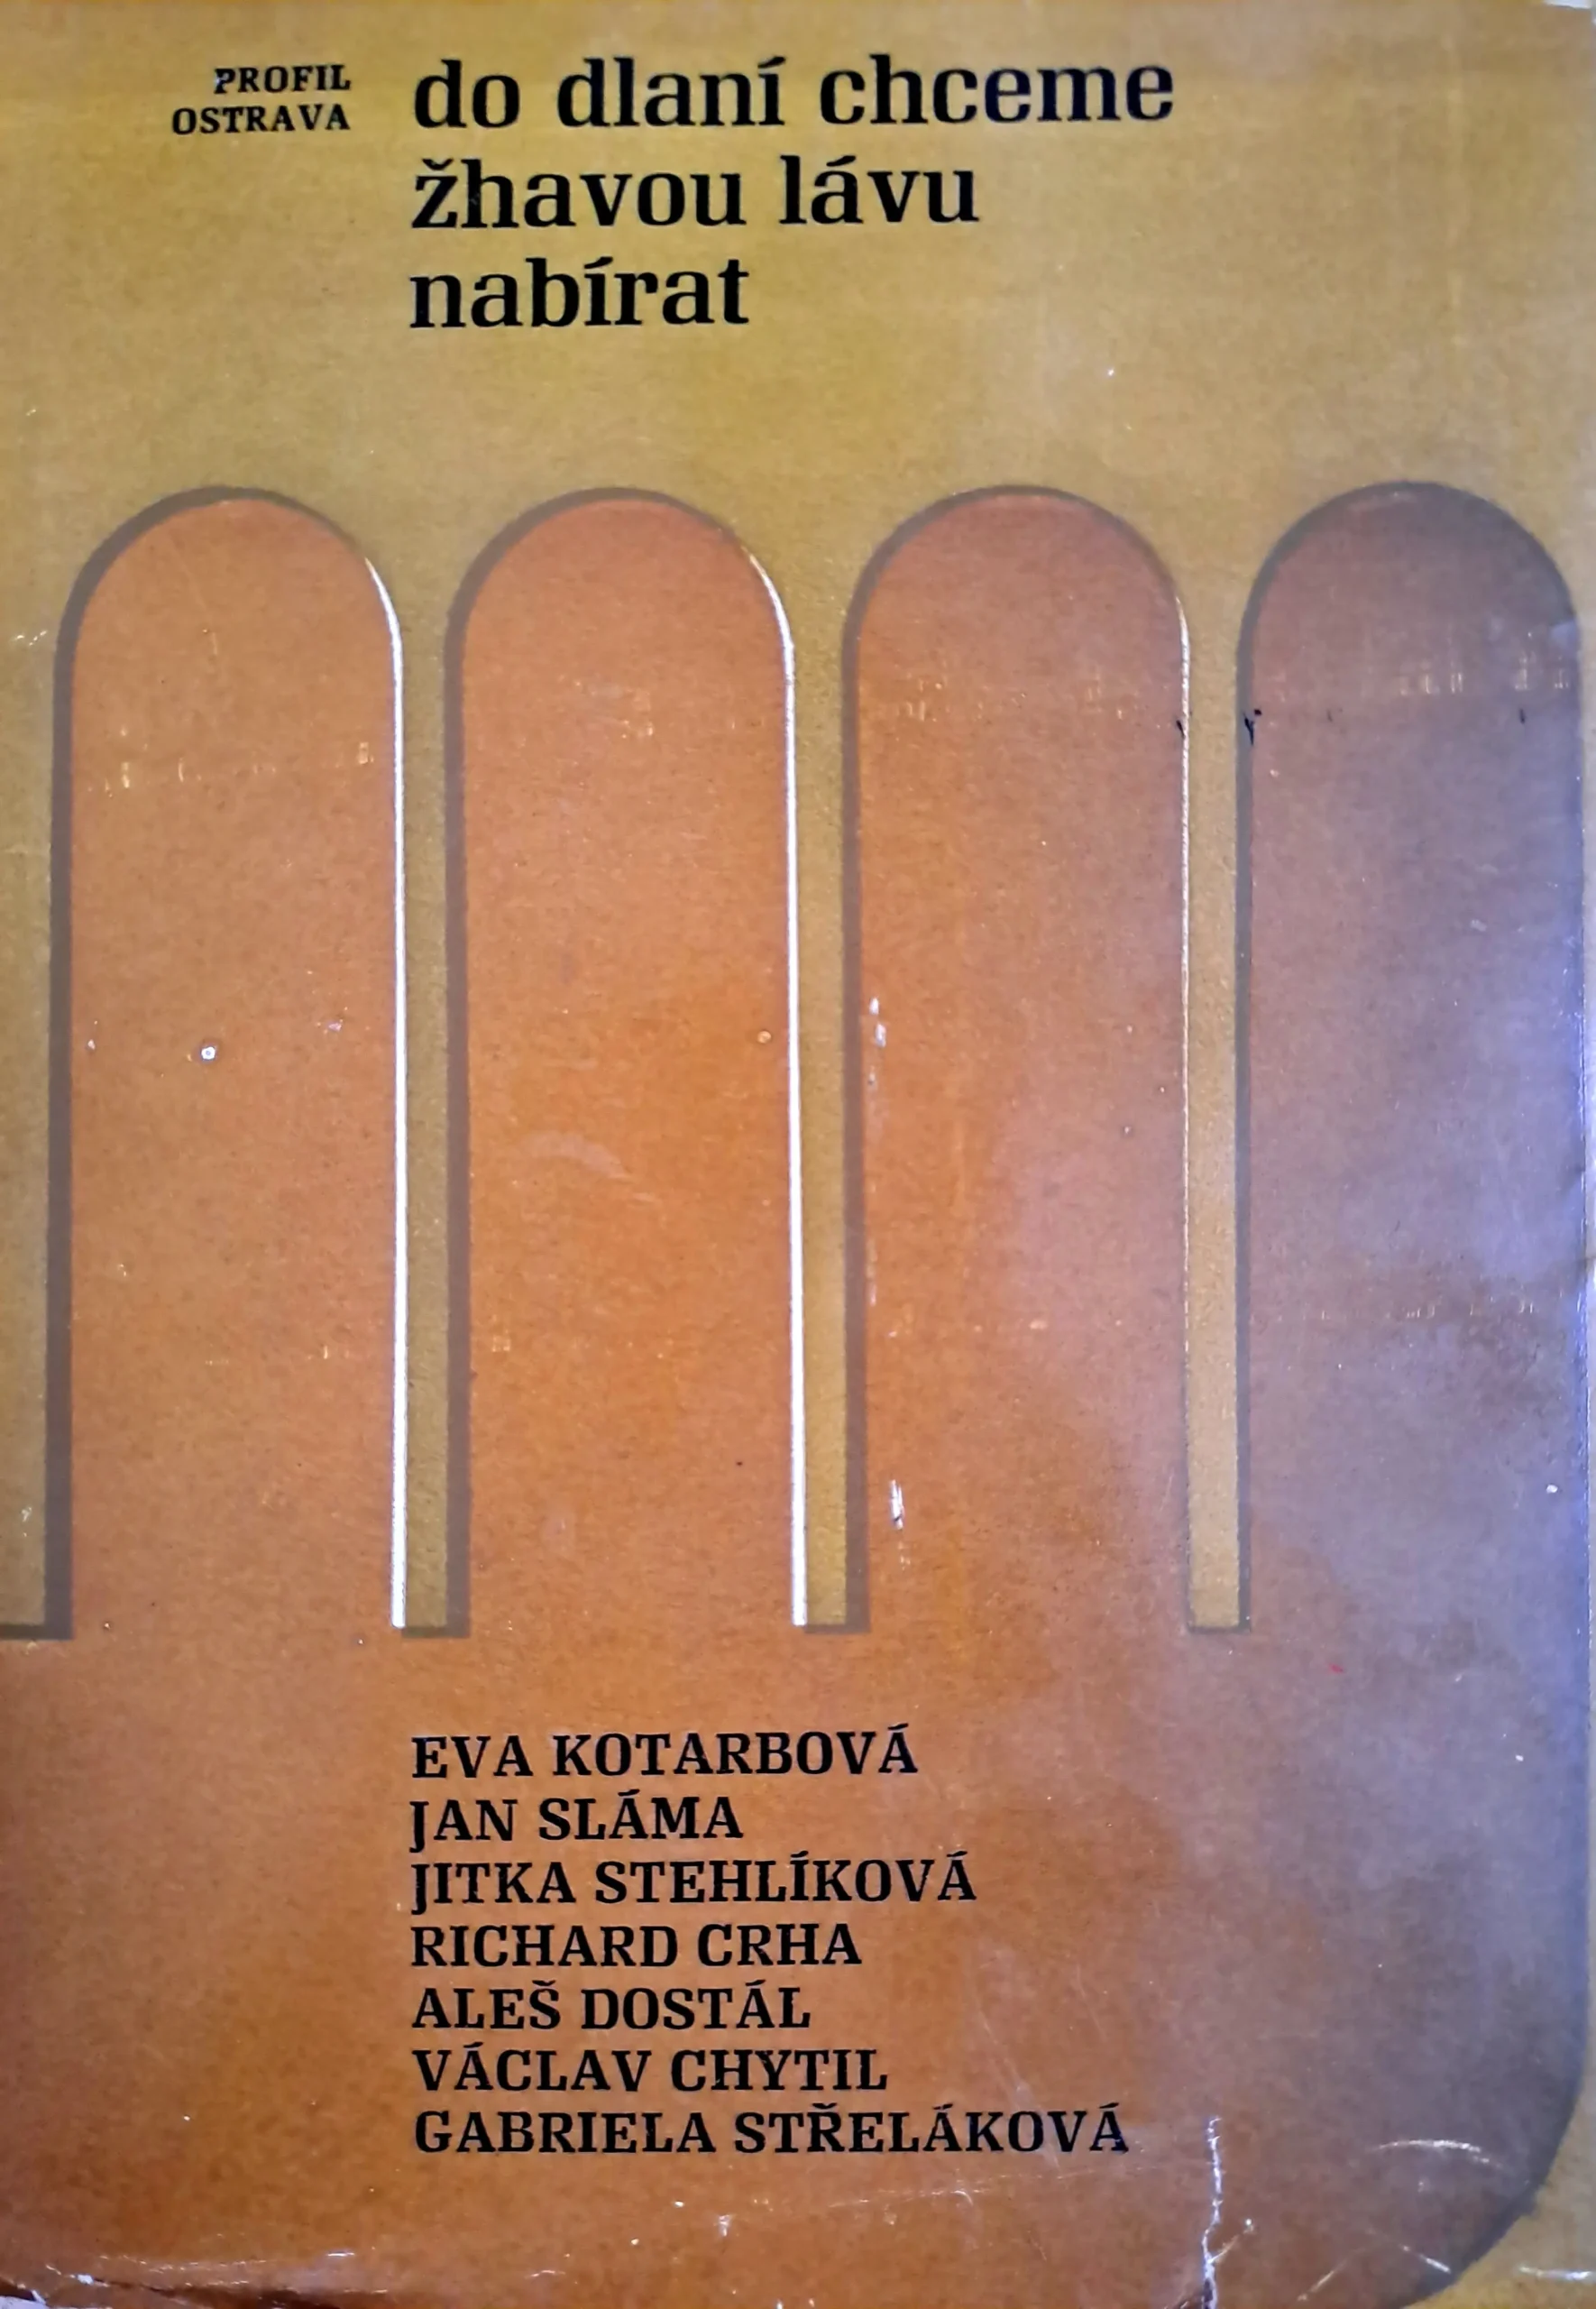 PROFIL
OSTRAVA
do dlaní chceme
žhavou lávu
nabírat
EVA KOTARBOVÁ
JAN SLÁMA
JITKA STEHLÍKOVÁ
RICHARD CRHA
ALEŠ DOSTÁL
VÁCLAV CHYTIL
GABRIELA STŘELÁKOVÁ